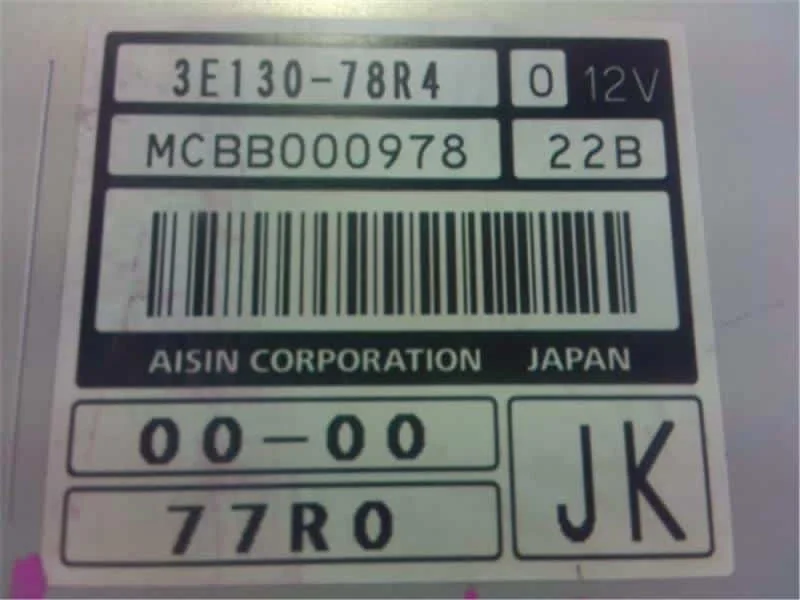 3E130-78R4 0 12V
MCBB000978 22B
AISIN CORPORATION JAPAN
00-00
77R0
JK